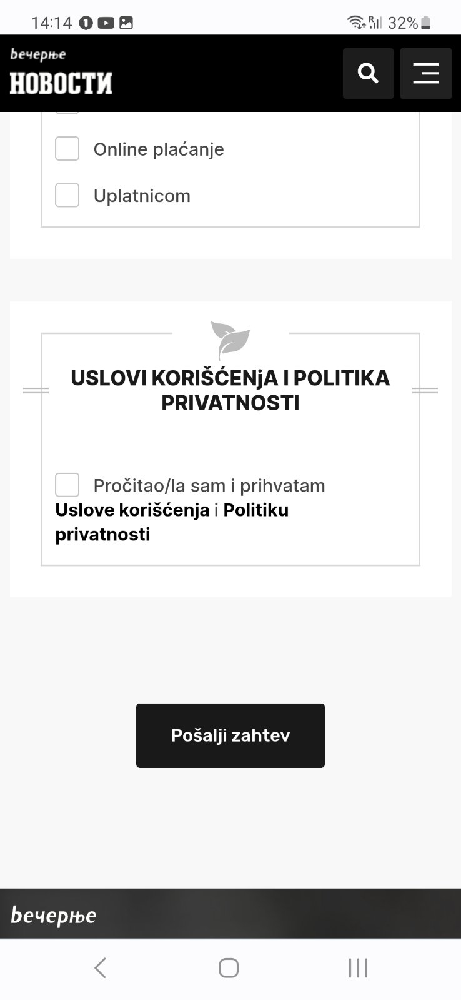 14:14
R
32%
вечерње
НОВОСТИ
Online plaćanje
Uplatnicom
USLOVI KORIŠĆENjA I POLITIKA
PRIVATNOSTI
Pročitao/la sam i prihvatam
Uslove korišćenja i Politiku
privatnosti
Pošalji zahtev
вечерње